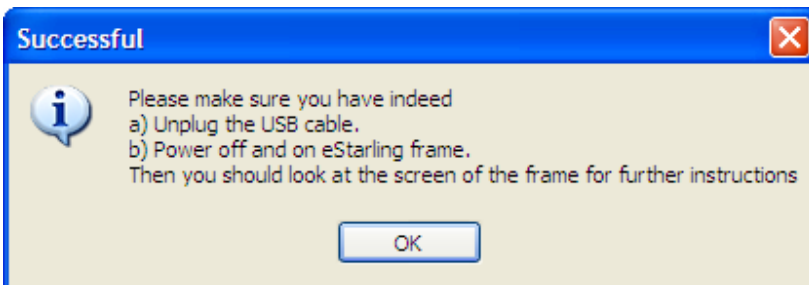 Successful
Please make sure you have indeed
a) Unplug the USB cable.
b) Power off and on eStarling frame.
Then you should look at the screen of the frame for further instructions
OK